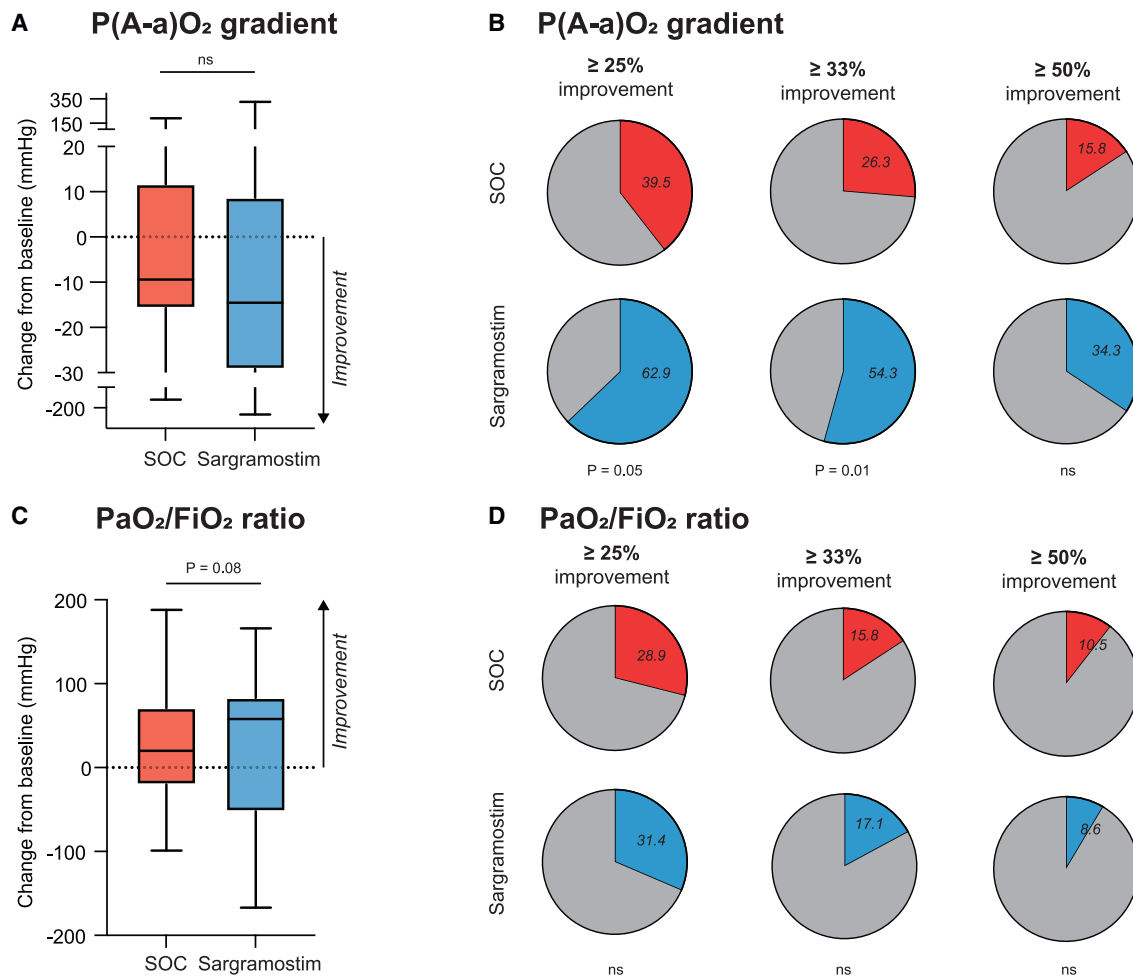 A
P(A-a)O₂ gradient
ns
Change from baseline (mmHg)
350
150
20
10
0
-10
-20
-30
-200
Improvement
SOC
Sargramostim
B
P(A-a)O₂ gradient
≥ 25%
improvement
≥ 33%
improvement
≥ 50%
improvement
SOC
39.5
26.3
15.8
Sargramostim
62.9
54.3
34.3
P = 0.05
P = 0.01
ns
C
PaO₂/FiO₂ ratio
P = 0.08
Change from baseline (mmHg)
200
100
0
-100
-200
Improvement
SOC
Sargramostim
D
PaO₂/FiO₂ ratio
≥ 25%
improvement
≥ 33%
improvement
≥ 50%
improvement
SOC
28.9
15.8
10.5
Sargramostim
31.4
17.1
8.6
ns
ns
ns